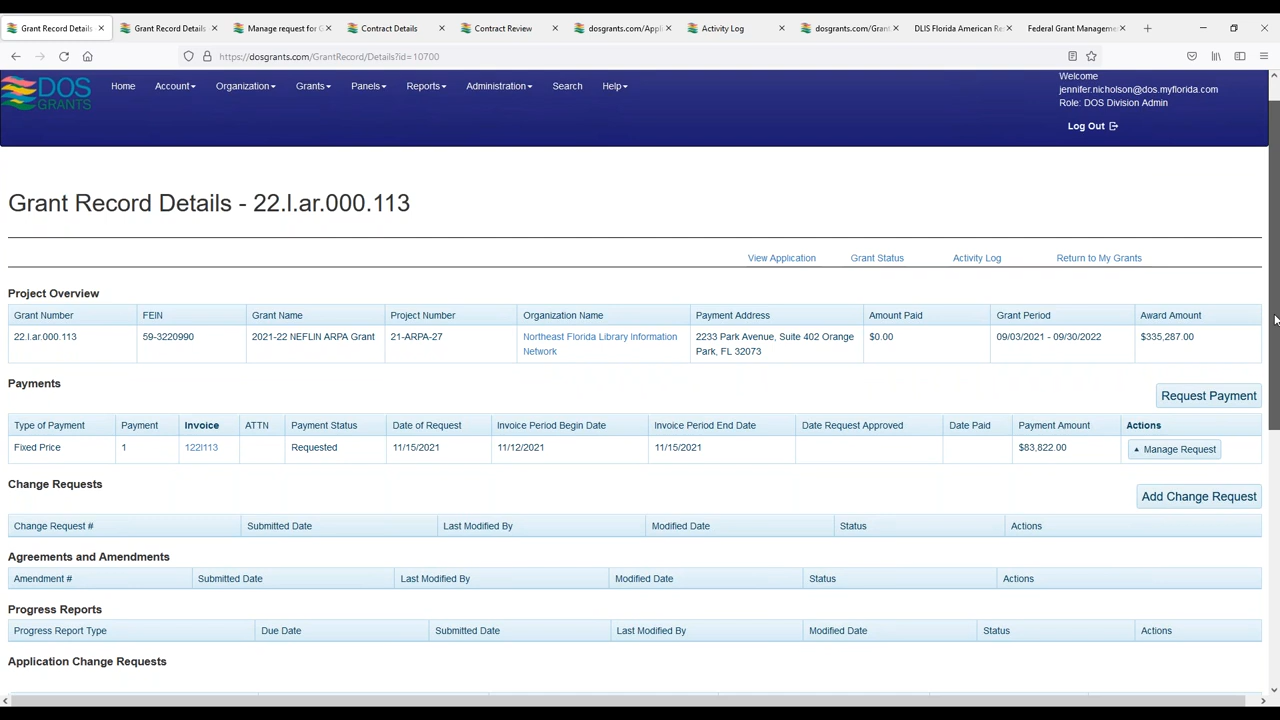 Grant Record Details
Grant Record Details
Manage request for G
Contract Details
Contract Review
dosgrants.com/Appli
Activity Log
dosgrants.com/Grant
DLIS Florida American Re
Federal Grant Manageme
https://dosgrants.com/GrantRecord/Details?id=10700
DOS
GRANTS
Home
Account
Organization
Grants
Panels
Reports
Administration
Search
Help
Welcome
jennifer.nicholson@dos.myflorida.com
Role: DOS Division Admin
Log Out
Grant Record Details - 22.l.ar.000.113
View Application
Grant Status
Activity Log
Return to My Grants
Project Overview
Grant Number FEIN Grant Name Project Number Organization Name Payment Address Amount Paid Grant Period Award Amount
22.l.ar.000.113 59-3220990 2021-22 NEFLIN ARPA Grant 21-ARPA-27 Northeast Florida Library Information 2233 Park Avenue, Suite 402 Orange $0.00 09/03/2021 - 09/30/2022 $335,287.00
Network Park, FL 32073
Payments
Request Payment
Type of Payment Payment Invoice ATTN Payment Status Date of Request Invoice Period Begin Date Invoice Period End Date Date Request Approved Date Paid Payment Amount Actions
Fixed Price 1 122l113 Requested 11/15/2021 11/12/2021 11/15/2021 $83,822.00 Manage Request
Change Requests
Add Change Request
Change Request # Submitted Date Last Modified By Modified Date Status Actions
Agreements and Amendments
Amendment # Submitted Date Last Modified By Modified Date Status Actions
Progress Reports
Progress Report Type Due Date Submitted Date Last Modified By Modified Date Status Actions
Application Change Requests